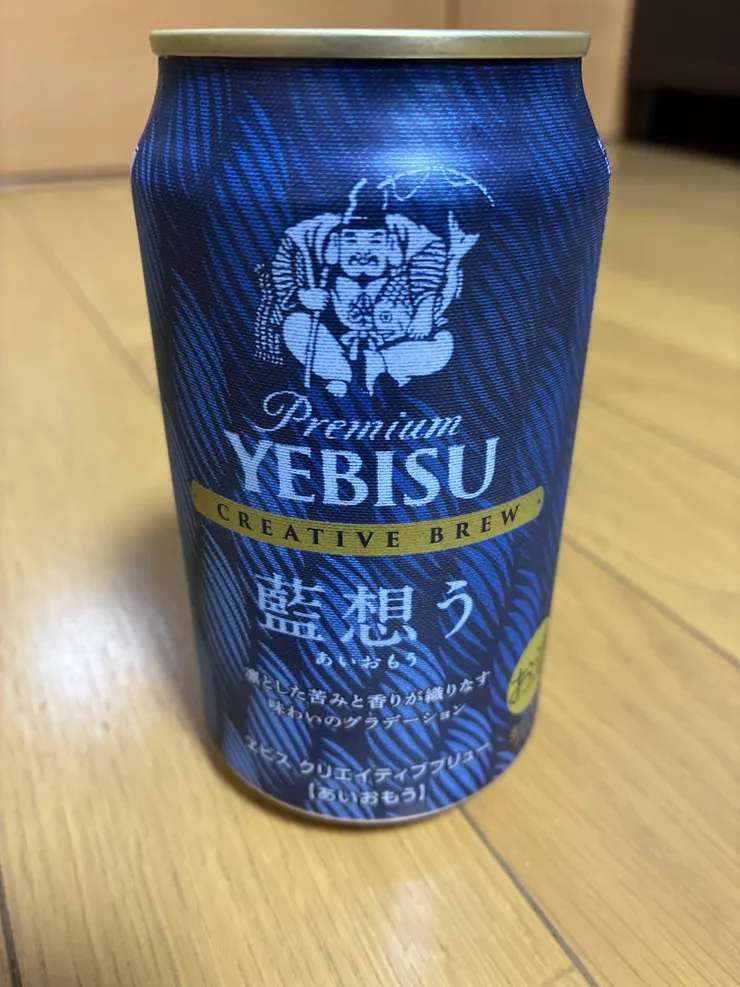 Premium
YEBISU
CREATIVE BREW
藍想う
あいおもう
凛とした苦みと香りが織りなす
味わいのグラデーション
ヱビス クリエイティブブリュー
【あいおもう】
お